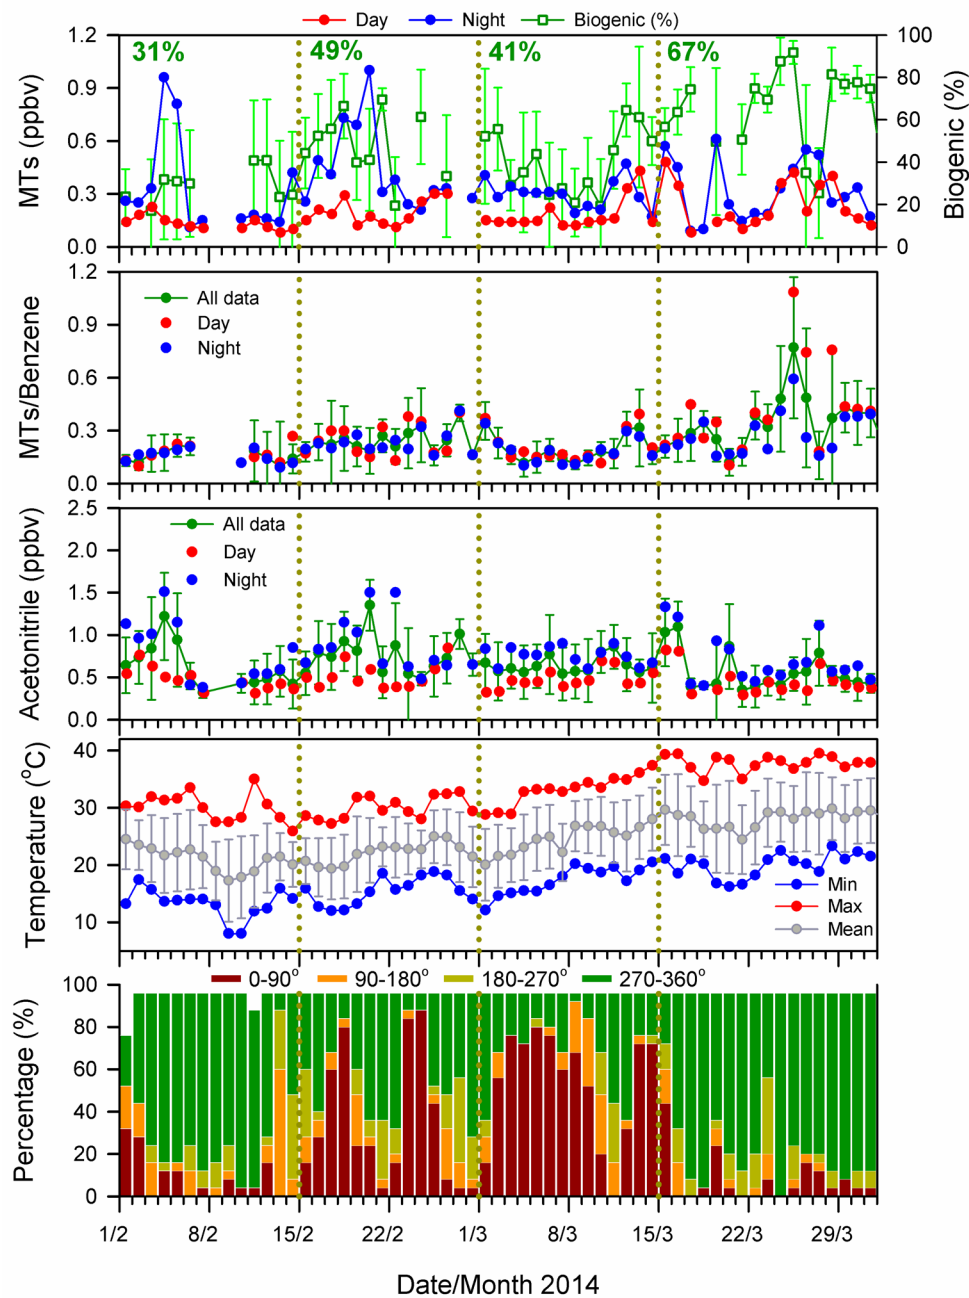 Day Night Biogenic (%)
31% 49% 41% 67%
MTs (ppbv)
1.2
0.9
0.6
0.3
0.0
100
80
60
40
20
0
Biogenic (%)
MTs/Benzene
1.2
0.9
0.6
0.3
0.0
All data
Day
Night
Acetonitrile (ppbv)
2.5
2.0
1.5
1.0
0.5
0.0
All data
Day
Night
Temperature (°C)
40
30
20
10
Min
Max
Mean
0-90° 90-180° 180-270° 270-360°
Percentage (%)
100
80
60
40
20
0
1/2 8/2 15/2 22/2 1/3 8/3 15/3 22/3 29/3
Date/Month 2014